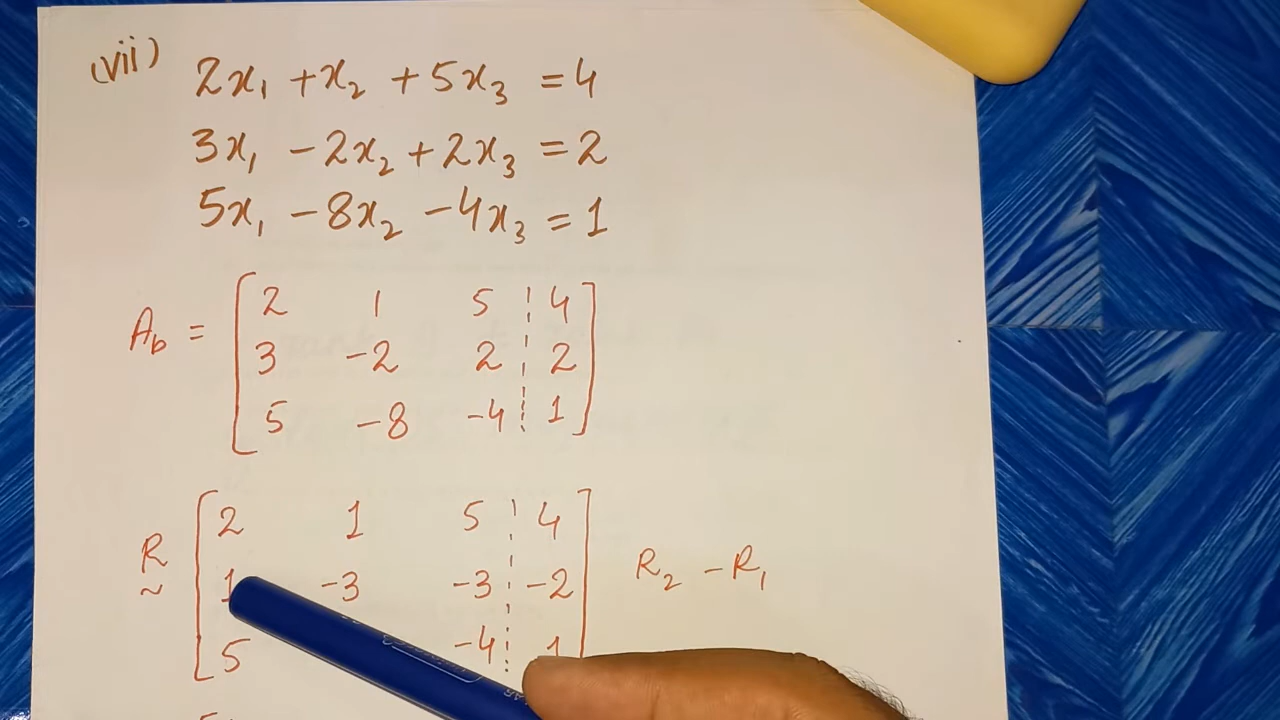 (vii) 2x₁ + x₂ + 5x₃ = 4
3x₁ - 2x₂ + 2x₃ = 2
5x₁ - 8x₂ - 4x₃ = 1
2 1 5 4
A_b = 3 -2 2 2
5 -8 -4 1
2 1 5 4
R ~ 1 -3 -3 -2 R₂ - R₁
5 -4 1